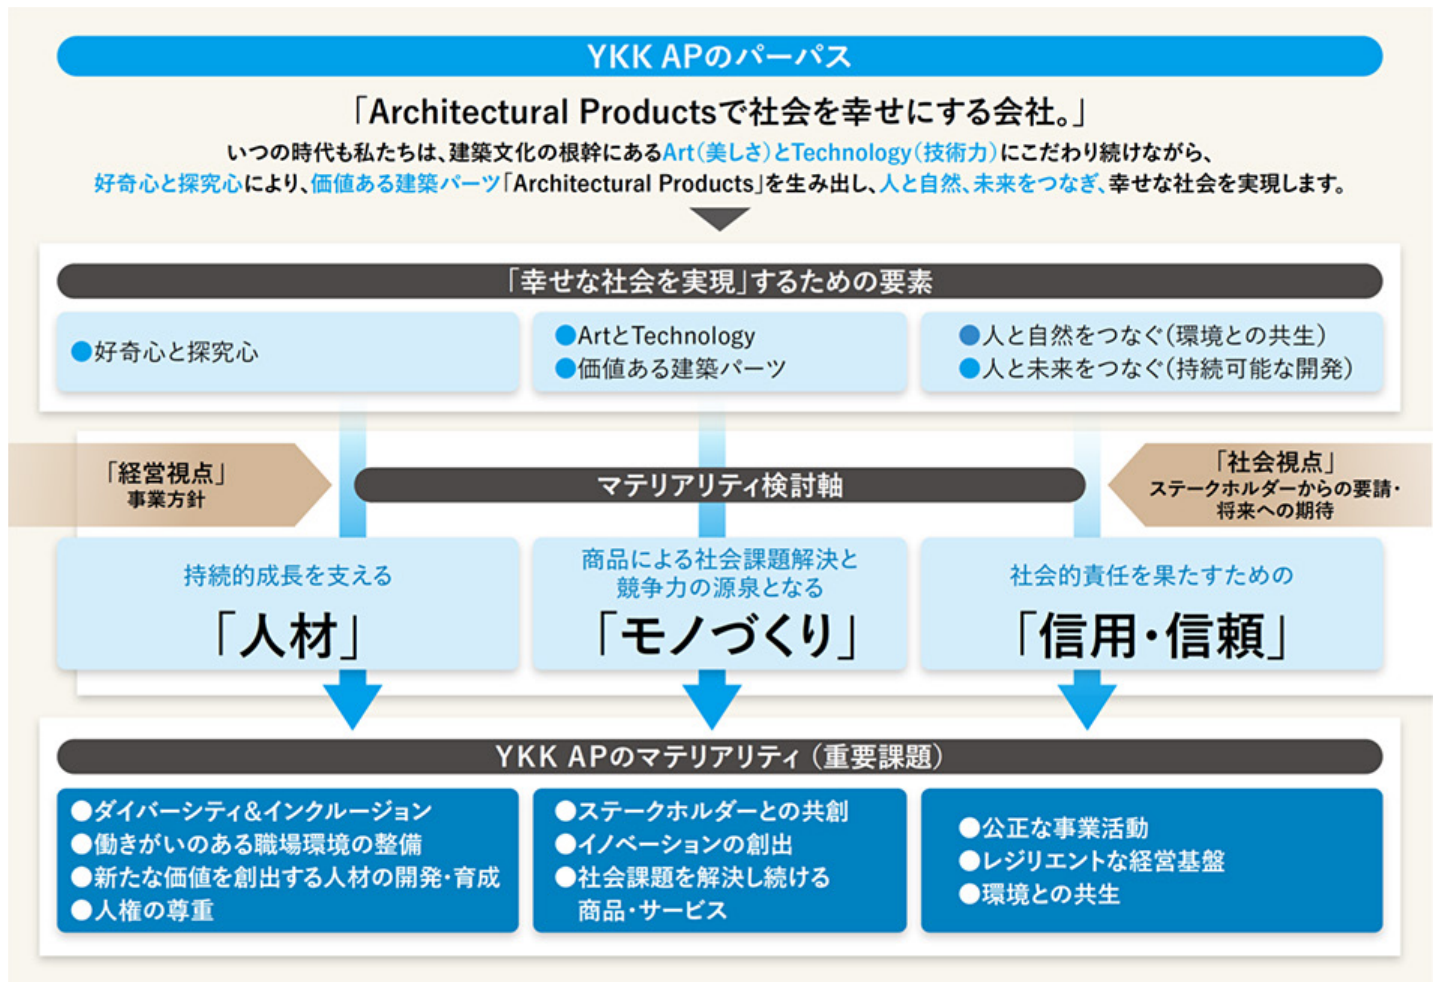 YKK APのパーパス
「Architectural Productsで社会を幸せにする会社。」
いつの時代も私たちは、建築文化の根幹にあるArt（美しさ）とTechnology（技術力）にこだわり続けながら、
好奇心と探究心により、価値ある建築パーツ「Architectural Products」を生み出し、人と自然、未来をつなぎ、幸せな社会を実現します。
「幸せな社会を実現」するための要素
●好奇心と探究心
●ArtとTechnology
●価値ある建築パーツ
●人と自然をつなぐ（環境との共生）
●人と未来をつなぐ（持続可能な開発）
「経営視点」
事業方針
マテリアリティ検討軸
「社会視点」
ステークホルダーからの要請・
将来への期待
持続的成長を支える
「人材」
商品による社会課題解決と
競争力の源泉となる
「モノづくり」
社会的責任を果たすための
「信用・信頼」
YKK APのマテリアリティ（重要課題）
●ダイバーシティ&インクルージョン
●働きがいのある職場環境の整備
●新たな価値を創出する人材の開発・育成
●人権の尊重
●ステークホルダーとの共創
●イノベーションの創出
●社会課題を解決し続ける
商品・サービス
●公正な事業活動
●レジリエントな経営基盤
●環境との共生